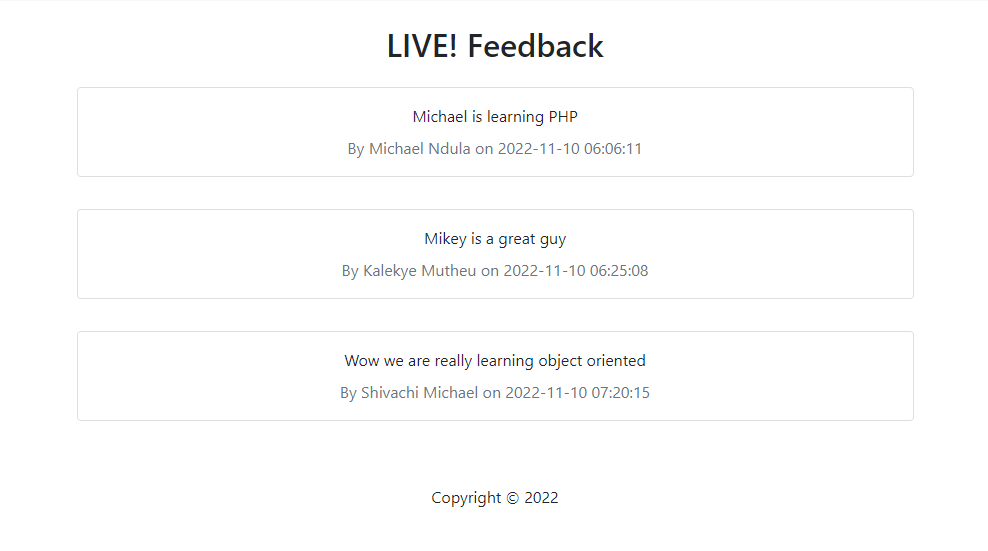 LIVE! Feedback
Michael is learning PHP
By Michael Ndula on 2022-11-10 06:06:11
Mikey is a great guy
By Kalekye Mutheu on 2022-11-10 06:25:08
Wow we are really learning object oriented
By Shivachi Michael on 2022-11-10 07:20:15
Copyright © 2022